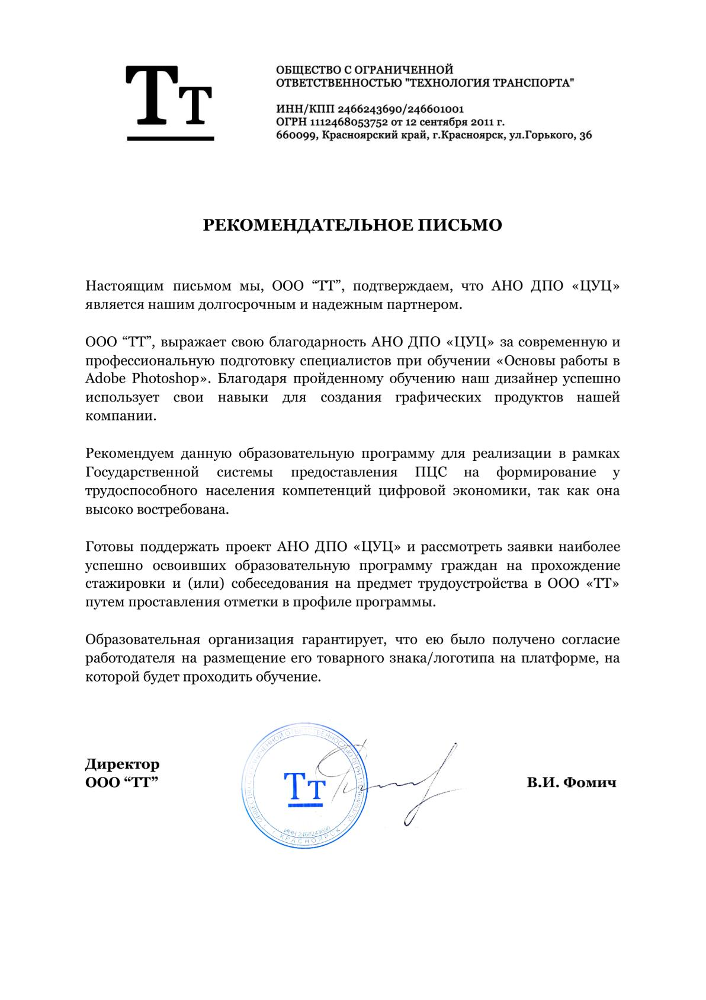 Тт
ОБЩЕСТВО С ОГРАНИЧЕННОЙ
ОТВЕТСТВЕННОСТЬЮ "ТЕХНОЛОГИЯ ТРАНСПОРТА"
ИНН/КПП 2466243690/246601001
ОГРН 1112468053752 от 12 сентября 2011 г.
660099, Красноярский край, г.Красноярск, ул.Горького, 36
РЕКОМЕНДАТЕЛЬНОЕ ПИСЬМО
Настоящим письмом мы, ООО “ТТ”, подтверждаем, что АНО ДПО «ЦУЦ»
является нашим долгосрочным и надежным партнером.
ООО “ТТ”, выражает свою благодарность АНО ДПО «ЦУЦ» за современную и
профессиональную подготовку специалистов при обучении «Основы работы в
Adobe Photoshop». Благодаря пройденному обучению наш дизайнер успешно
использует свои навыки для создания графических продуктов нашей
компании.
Рекомендуем данную образовательную программу для реализации в рамках
Государственной системы предоставления ПЦС на формирование у
трудоспособного населения компетенций цифровой экономики, так как она
высоко востребована.
Готовы поддержать проект АНО ДПО «ЦУЦ» и рассмотреть заявки наиболее
успешно освоивших образовательную программу граждан на прохождение
стажировки и (или) собеседования на предмет трудоустройства в ООО «ТТ»
путем проставления отметки в профиле программы.
Образовательная организация гарантирует, что ею было получено согласие
работодателя на размещение его товарного знака/логотипа на платформе, на
которой будет проходить обучение.
Директор
ООО “ТТ”
ОБЩЕСТВО С ОГРАНИЧЕННОЙ ОТВЕТСТВЕННОСТЬЮ ОГРН 1112468053752
Тт
ИНН 2466243690
г. КРАСНОЯРСК
В.И. Фомич